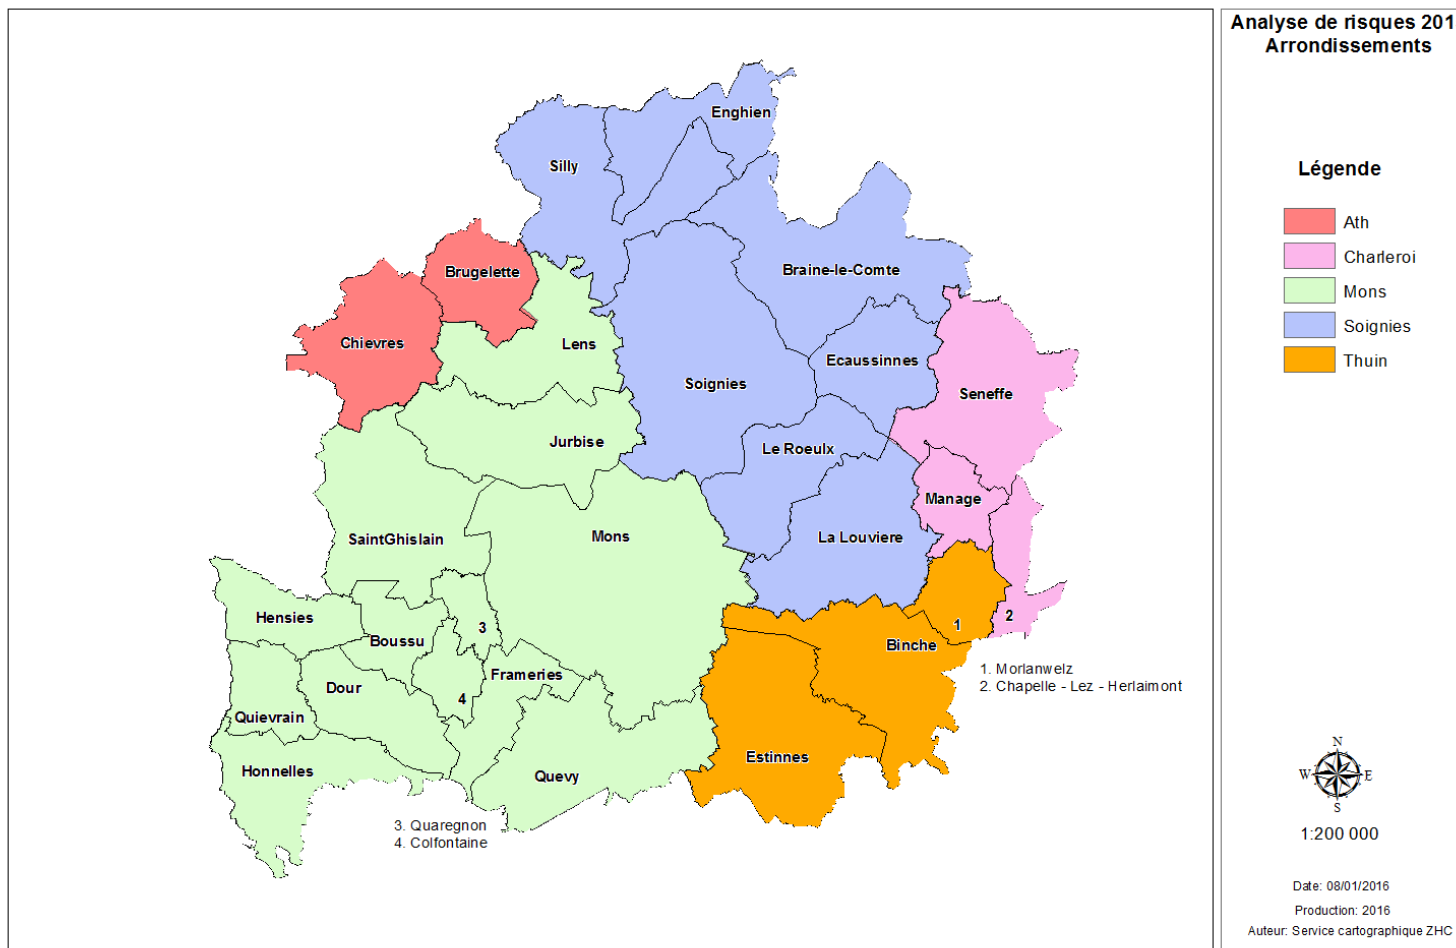 Analyse de risques 201
Arrondissements
Légende
Ath
Charleroi
Mons
Soignies
Thuin
Enghien
Silly
Brugelette
Braine-le-Comte
Chievres
Lens
Ecaussinnes
Soignies
Seneffe
Jurbise
Le Roeulx
Manage
SaintGhislain
Mons
La Louviere
Hensies
Boussu
3
1
2
Binche
Frameries
Dour
4
1. Morlanwelz
2. Chapelle - Lez - Herlaimont
Quievrain
Estinnes
Honnelles
Quevy
3. Quaregnon
4. Colfontaine
N
W
E
S
1:200 000
Date: 08/01/2016
Production: 2016
Auteur: Service cartographique ZHC